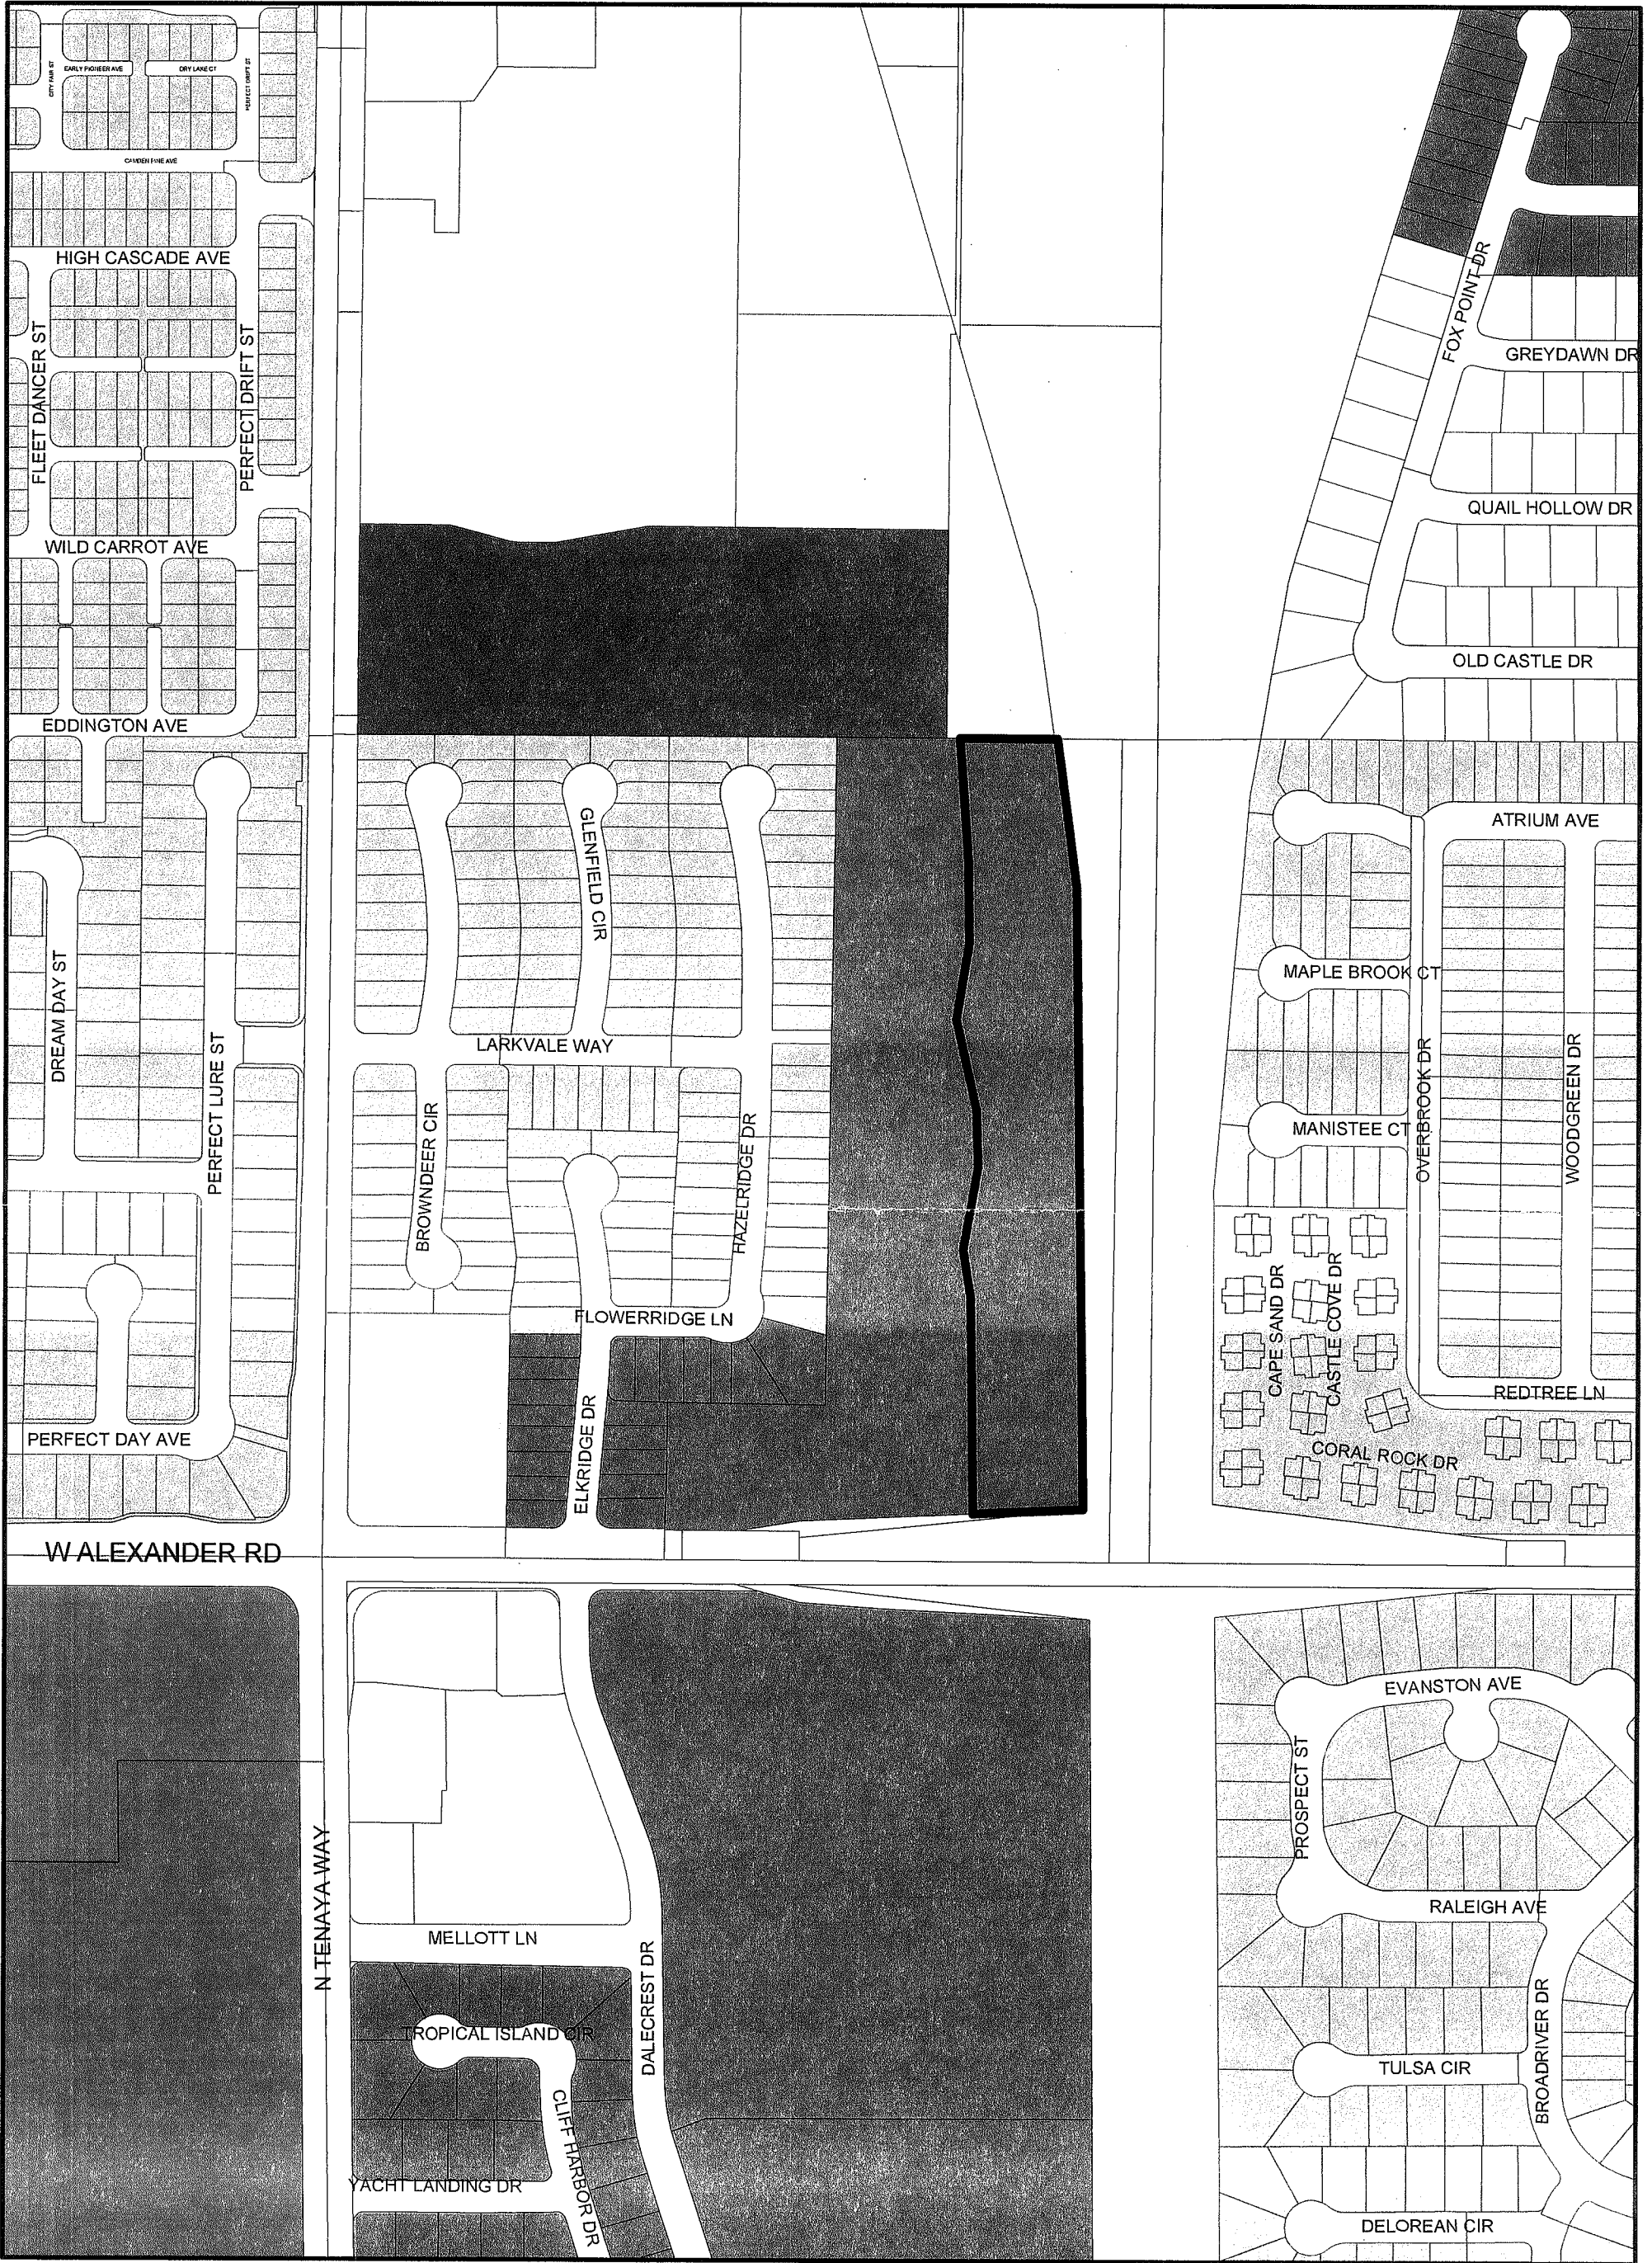 CITY FAIR ST
EARLY PIONEER AVE
DRY LAKE CT
PERFECT DRIFT ST
CAMDEN PINE AVE
HIGH CASCADE AVE
FLEET DANCER ST
PERFECT DRIFT ST
FOX POINT DR
GREYDAWN DR
QUAIL HOLLOW DR
WILD CARROT AVE
OLD CASTLE DR
EDDINGTON AVE
ATRIUM AVE
GLENFIELD CIR
DREAM DAY ST
MAPLE BROOK CT
PERFECT LURE ST
LARKVALE WAY
OVERBROOK DR
WOODGREEN DR
BROWNDEER CIR
HAZELRIDGE DR
MANISTEE CT
CAPE SAND DR
CASTLE COVE DR
FLOWERRIDGE LN
REDTREE LN
ELKRIDGE DR
PERFECT DAY AVE
CORAL ROCK DR
W ALEXANDER RD
EVANSTON AVE
PROSPECT ST
N TENAYA WAY
RALEIGH AVE
MELLOTT LN
DALECREST DR
TROPICAL ISLAND CIR
BROADRIVER DR
TULSA CIR
CLIFF HARBOR DR
YACHT LANDING DR
DELOREAN CIR